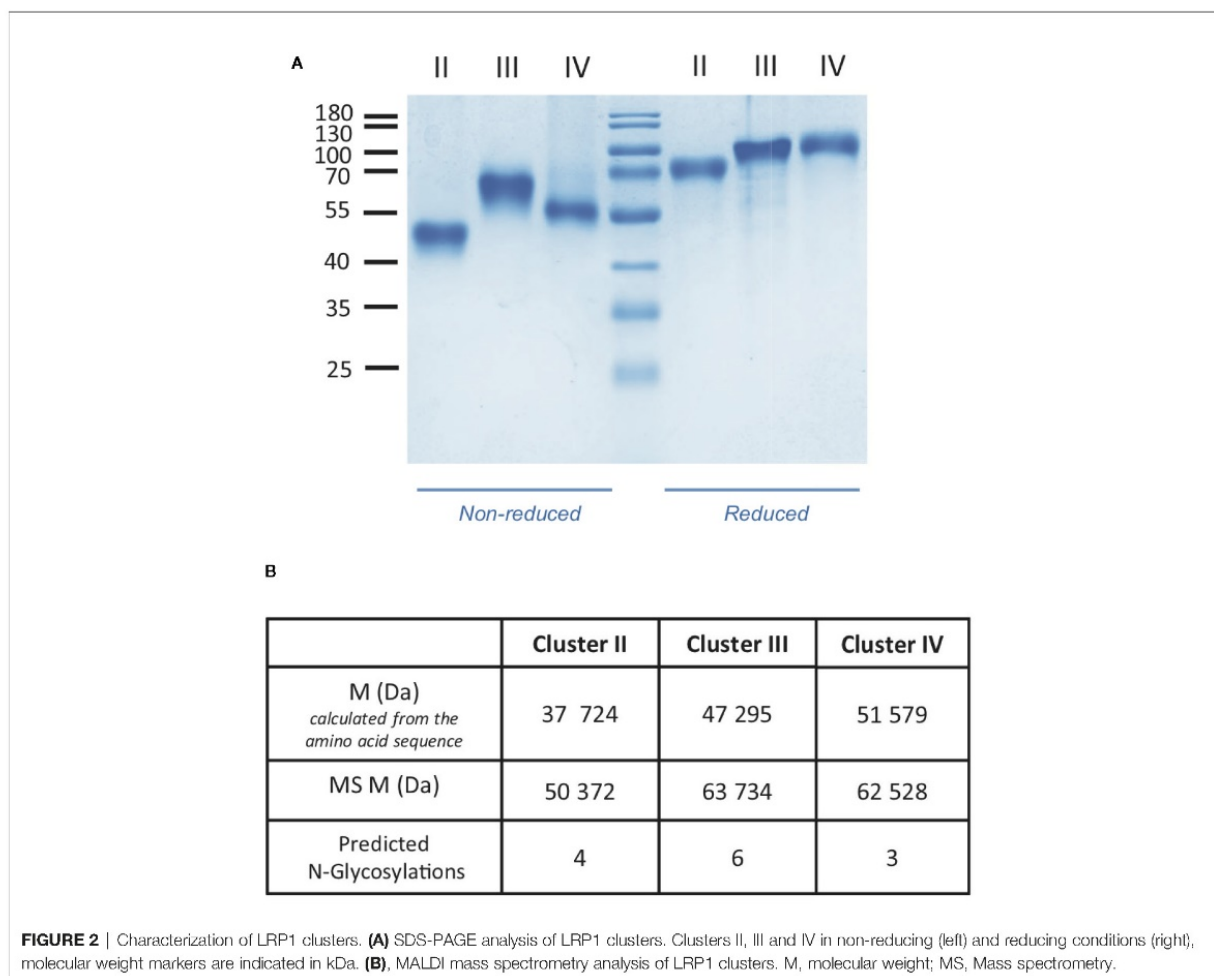 A
II III IV II III IV
180
130
100
70
55
40
35
25
Non-reduced Reduced
B
Cluster II Cluster III Cluster IV
M (Da)
calculated from the
amino acid sequence
37 724 47 295 51 579
MS M (Da) 50 372 63 734 62 528
Predicted
N-Glycosylations
4 6 3
FIGURE 2 | Characterization of LRP1 clusters. (A) SDS-PAGE analysis of LRP1 clusters. Clusters II, III and IV in non-reducing (left) and reducing conditions (right),
molecular weight markers are indicated in kDa. (B), MALDI mass spectrometry analysis of LRP1 clusters. M, molecular weight; MS, Mass spectrometry.